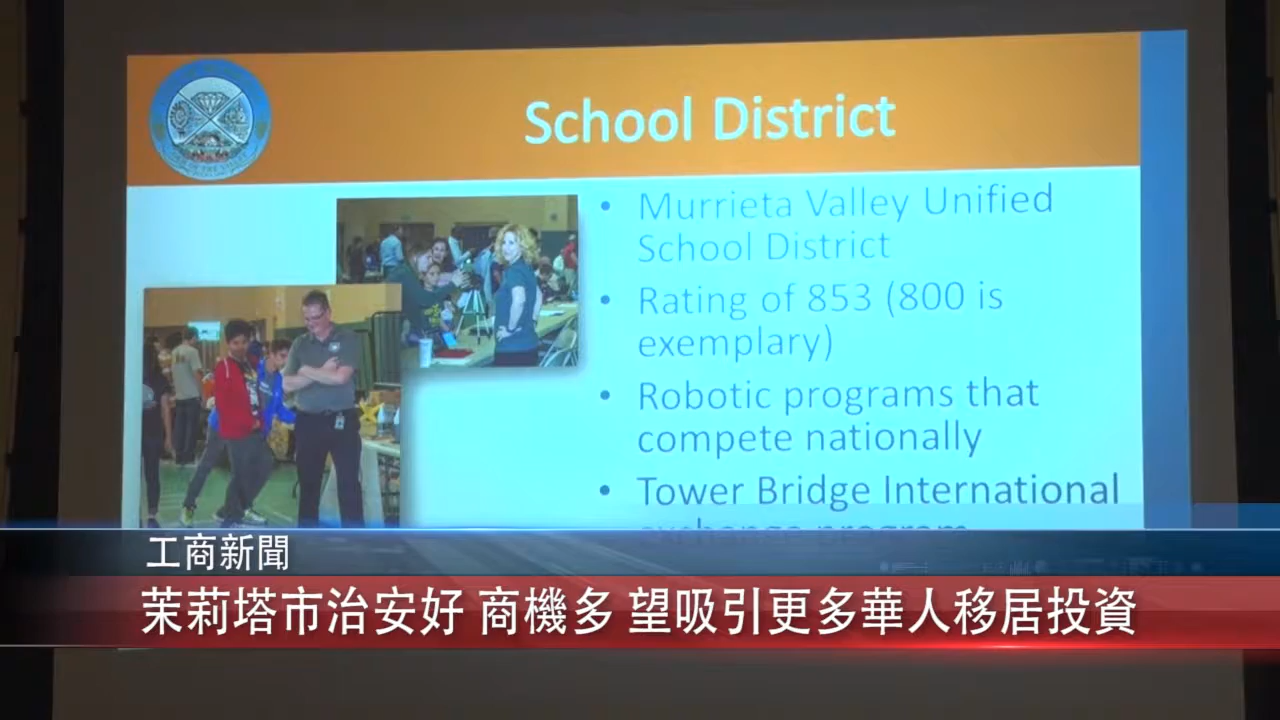 School District
• Murrieta Valley Unified
School District
• Rating of 853 (800 is
exemplary)
• Robotic programs that
compete nationally
• Tower Bridge International
exchange program
工商新聞
茉莉塔市治安好 商機多 望吸引更多華人移居投資